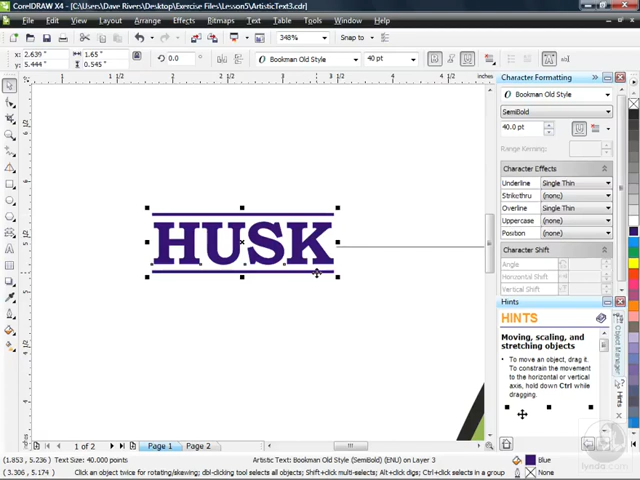 CorelDRAW X4 - [C:\Users\Dave Rivers\Desktop\Exercise Files\Lesson5\ArtisticText3.cdr]
File Edit View Layout Arrange Effects Bitmaps Text Tools Window Help
348% Snap to
x: 2.639 "
y: 5.444 "
1.65 "
0.545 "
0.0
Bookman Old Style
40 pt
inches
Character Formatting
Bookman Old Style
SemiBold
40.0 pt
Range Kerning:
Character Effects
Underline Single Thin
Strikethru (none)
Overline Single Thin
Uppercase (none)
Position (none)
Character Shift
Angle
Horizontal Shift
Vertical Shift
HUSK
Hints
HINTS
Moving, scaling, and
stretching objects
• To move an object, drag it.
To constrain the movement
to the horizontal or vertical
axis, hold down Ctrl while
dragging.
Object Manager
Hints
lynda.com
1 of 2 Page 1 Page 2
(1.853, 5.236) Text Size: 40.000 points Artistic Text: Bookman Old Style (SemiBold) (ENU) on Layer 3 Blue
(3.306, 5.174) Click an object twice for rotating/skewing; dbl-clicking tool selects all objects; Shift+click multi-selects; Alt+click digs; Ctrl+click selects in a group None